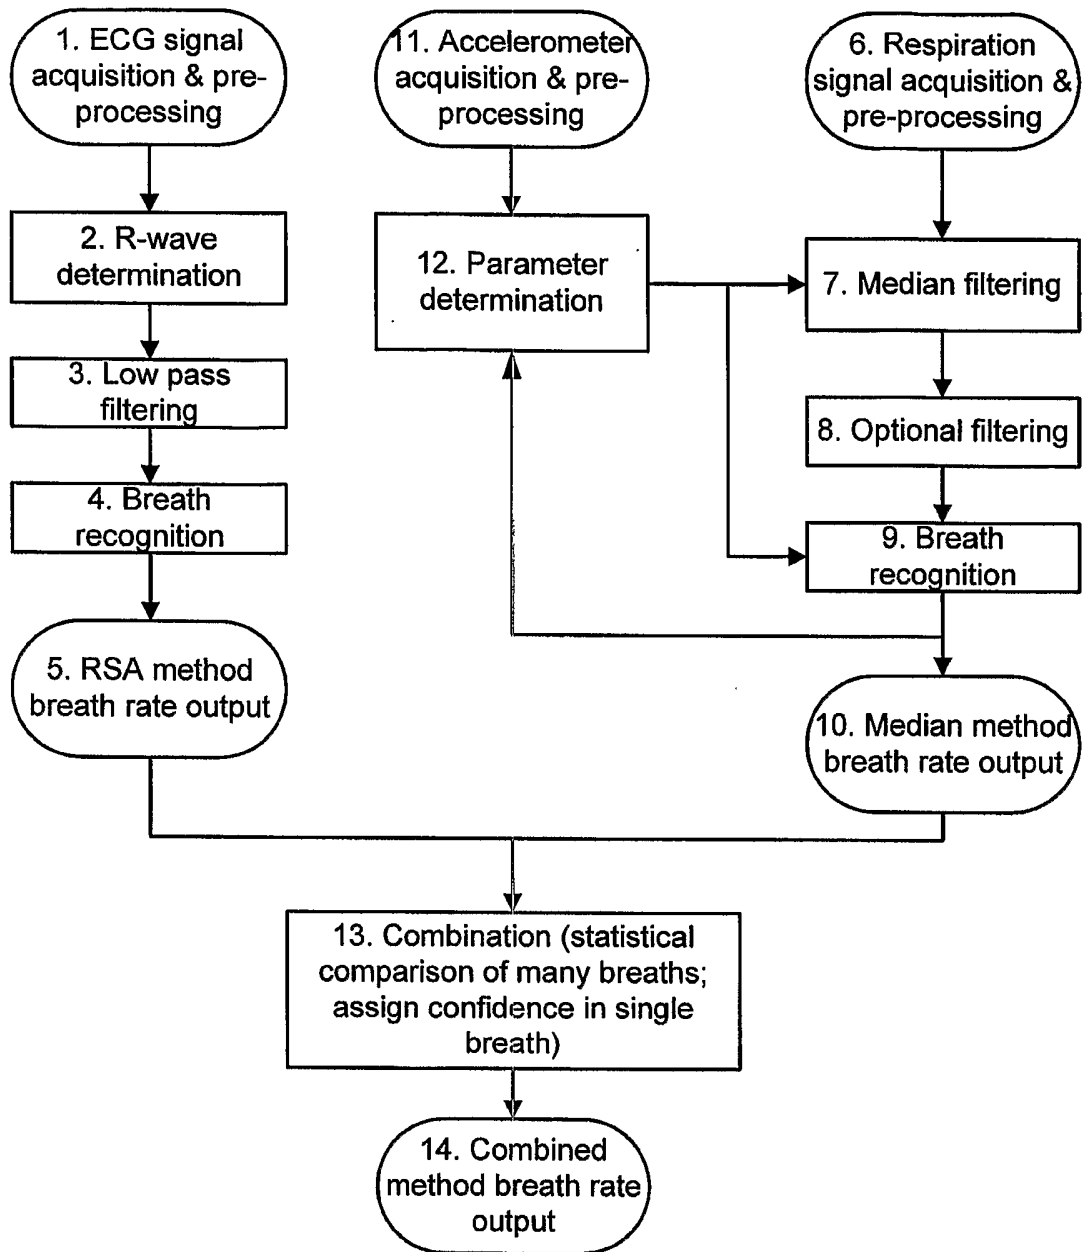 1. ECG signal
acquisition & pre-
processing
11. Accelerometer
acquisition & pre-
processing
6. Respiration
signal acquisition &
pre-processing
2. R-wave
determination
12. Parameter
determination
7. Median filtering
3. Low pass
filtering
8. Optional filtering
4. Breath
recognition
9. Breath
recognition
5. RSA method
breath rate output
10. Median method
breath rate output
13. Combination (statistical
comparison of many breaths;
assign confidence in single
breath)
14. Combined
method breath rate
output